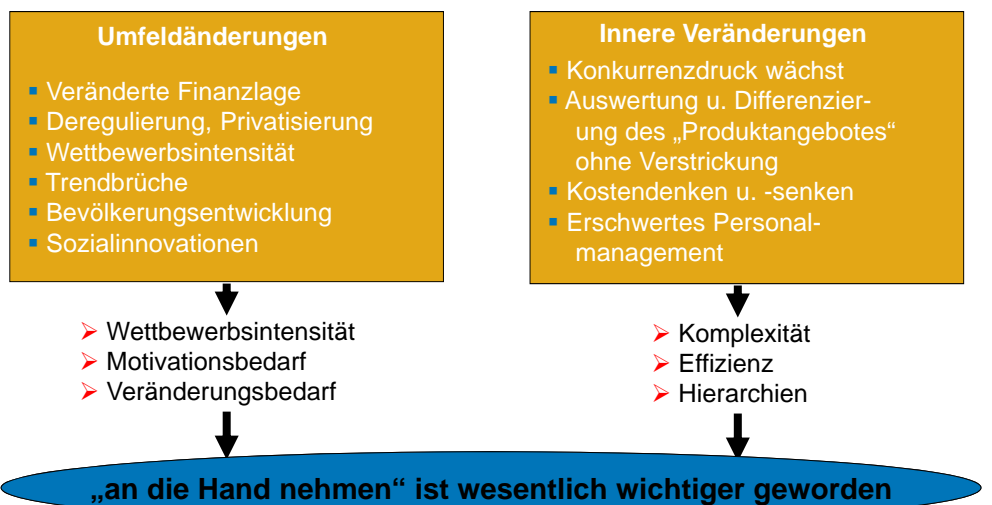 Umfeldänderungen
▪ Veränderte Finanzlage
▪ Deregulierung, Privatisierung
▪ Wettbewerbsintensität
▪ Trendbrüche
▪ Bevölkerungsentwicklung
▪ Sozialinnovationen
Innere Veränderungen
▪ Konkurrenzdruck wächst
▪ Auswertung u. Differenzier-
ung des „Produktangebotes“
ohne Verstrickung
▪ Kostendenken u. -senken
▪ Erschwertes Personal-
management
➢ Wettbewerbsintensität
➢ Motivationsbedarf
➢ Veränderungsbedarf
➢ Komplexität
➢ Effizienz
➢ Hierarchien
„an die Hand nehmen“ ist wesentlich wichtiger geworden